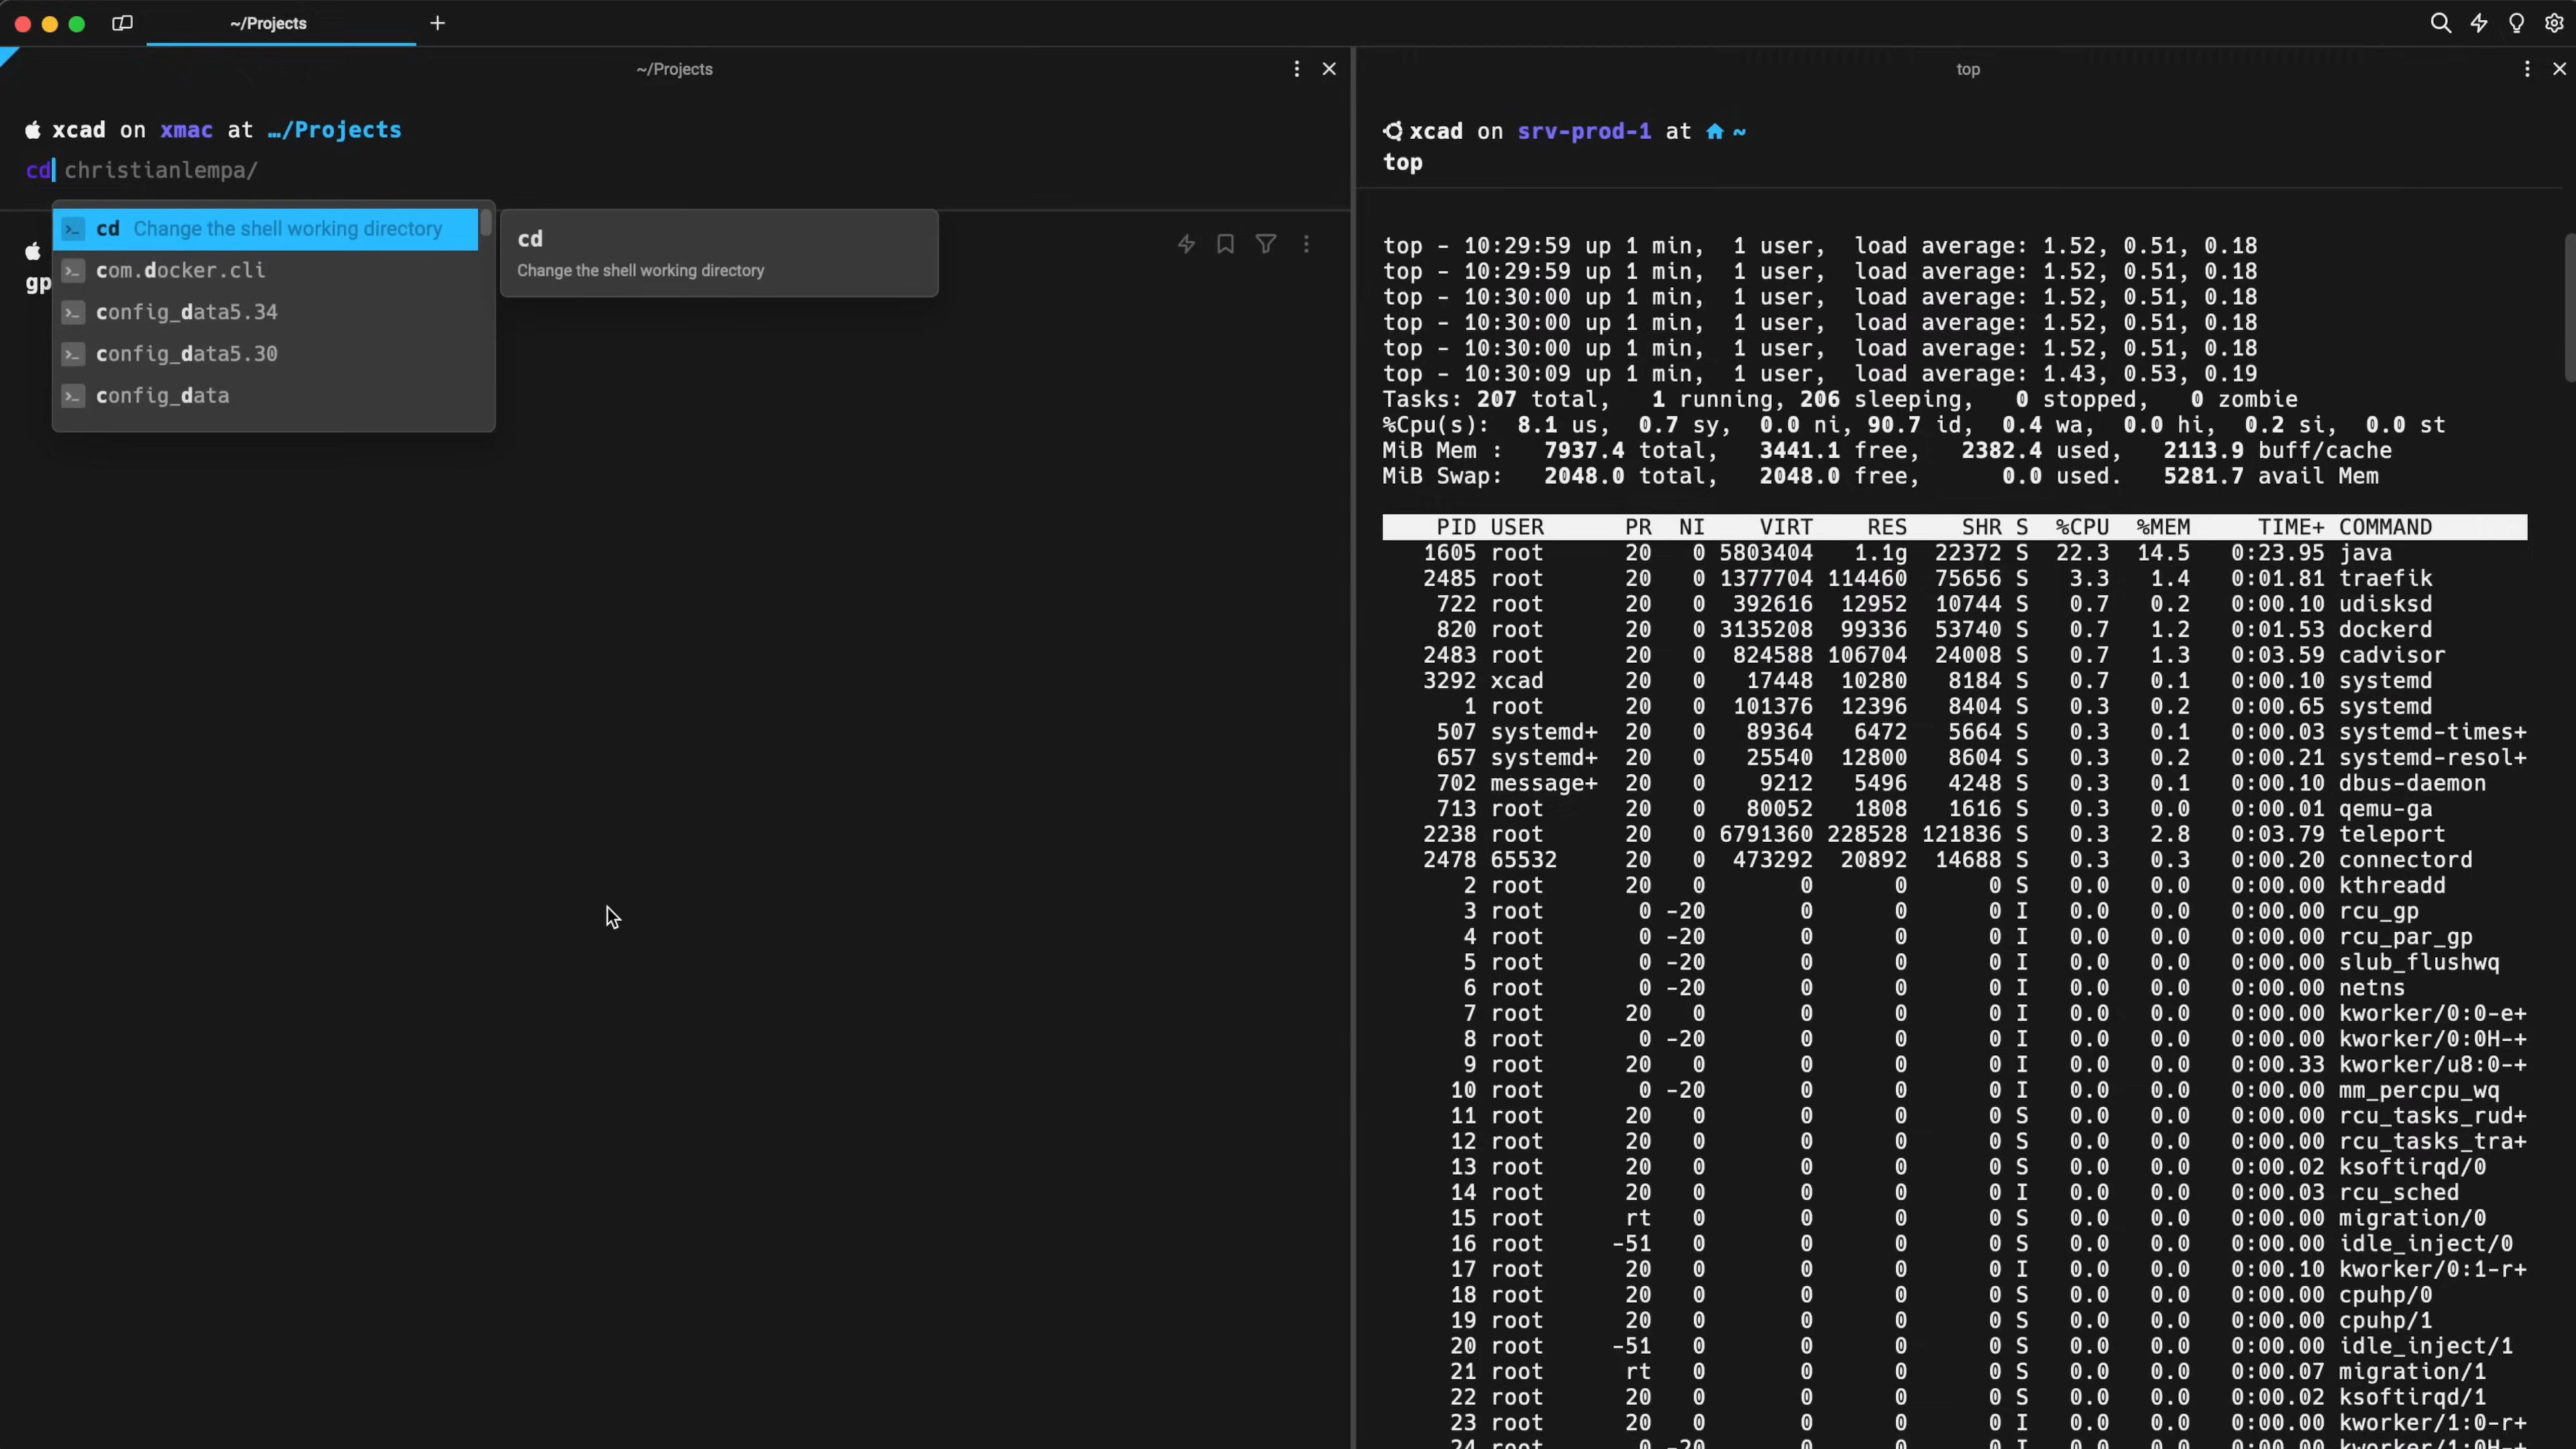 ~/Projects
~/Projects
xcad on xmac at …/Projects
cd christianlempa/
cd Change the shell working directory
com.docker.cli
config_data5.34
config_data5.30
config_data
cd
Change the shell working directory
gp
top
xcad on srv-prod-1 at ~
top
top - 10:29:59 up 1 min, 1 user, load average: 1.52, 0.51, 0.18
top - 10:29:59 up 1 min, 1 user, load average: 1.52, 0.51, 0.18
top - 10:30:00 up 1 min, 1 user, load average: 1.52, 0.51, 0.18
top - 10:30:00 up 1 min, 1 user, load average: 1.52, 0.51, 0.18
top - 10:30:00 up 1 min, 1 user, load average: 1.52, 0.51, 0.18
top - 10:30:09 up 1 min, 1 user, load average: 1.43, 0.53, 0.19
Tasks: 207 total, 1 running, 206 sleeping, 0 stopped, 0 zombie
%Cpu(s): 8.1 us, 0.7 sy, 0.0 ni, 90.7 id, 0.4 wa, 0.0 hi, 0.2 si, 0.0 st
MiB Mem : 7937.4 total, 3441.1 free, 2382.4 used, 2113.9 buff/cache
MiB Swap: 2048.0 total, 2048.0 free, 0.0 used. 5281.7 avail Mem
PID USER PR NI VIRT RES SHR S %CPU %MEM TIME+ COMMAND
1605 root 20 0 5803404 1.1g 22372 S 22.3 14.5 0:23.95 java
2485 root 20 0 1377704 114460 75656 S 3.3 1.4 0:01.81 traefik
722 root 20 0 392616 12952 10744 S 0.7 0.2 0:00.10 udisksd
820 root 20 0 3135208 99336 53740 S 0.7 1.2 0:01.53 dockerd
2483 root 20 0 824588 106704 24008 S 0.7 1.3 0:03.59 cadvisor
3292 xcad 20 0 17448 10280 8184 S 0.7 0.1 0:00.10 systemd
1 root 20 0 101376 12396 8404 S 0.3 0.2 0:00.65 systemd
507 systemd+ 20 0 89364 6472 5664 S 0.3 0.1 0:00.03 systemd-times+
657 systemd+ 20 0 25540 12800 8604 S 0.3 0.2 0:00.21 systemd-resol+
702 message+ 20 0 9212 5496 4248 S 0.3 0.1 0:00.10 dbus-daemon
713 root 20 0 80052 1808 1616 S 0.3 0.0 0:00.01 qemu-ga
2238 root 20 0 6791360 228528 121836 S 0.3 2.8 0:03.79 teleport
2478 65532 20 0 473292 20892 14688 S 0.3 0.3 0:00.20 connectord
2 root 20 0 0 0 0 S 0.0 0.0 0:00.00 kthreadd
3 root 0 -20 0 0 0 I 0.0 0.0 0:00.00 rcu_gp
4 root 0 -20 0 0 0 I 0.0 0.0 0:00.00 rcu_par_gp
5 root 0 -20 0 0 0 I 0.0 0.0 0:00.00 slub_flushwq
6 root 0 -20 0 0 0 I 0.0 0.0 0:00.00 netns
7 root 20 0 0 0 0 I 0.0 0.0 0:00.00 kworker/0:0-e+
8 root 0 -20 0 0 0 I 0.0 0.0 0:00.00 kworker/0:0H-+
9 root 20 0 0 0 0 I 0.0 0.0 0:00.33 kworker/u8:0-+
10 root 0 -20 0 0 0 I 0.0 0.0 0:00.00 mm_percpu_wq
11 root 20 0 0 0 0 S 0.0 0.0 0:00.00 rcu_tasks_rud+
12 root 20 0 0 0 0 S 0.0 0.0 0:00.00 rcu_tasks_tra+
13 root 20 0 0 0 0 S 0.0 0.0 0:00.02 ksoftirqd/0
14 root 20 0 0 0 0 I 0.0 0.0 0:00.03 rcu_sched
15 root rt 0 0 0 0 S 0.0 0.0 0:00.00 migration/0
16 root -51 0 0 0 0 S 0.0 0.0 0:00.00 idle_inject/0
17 root 20 0 0 0 0 I 0.0 0.0 0:00.10 kworker/0:1-r+
18 root 20 0 0 0 0 S 0.0 0.0 0:00.00 cpuhp/0
19 root 20 0 0 0 0 S 0.0 0.0 0:00.00 cpuhp/1
20 root -51 0 0 0 0 S 0.0 0.0 0:00.00 idle_inject/1
21 root rt 0 0 0 0 S 0.0 0.0 0:00.07 migration/1
22 root 20 0 0 0 0 S 0.0 0.0 0:00.02 ksoftirqd/1
23 root 20 0 0 0 0 I 0.0 0.0 0:00.00 kworker/1:0-r+